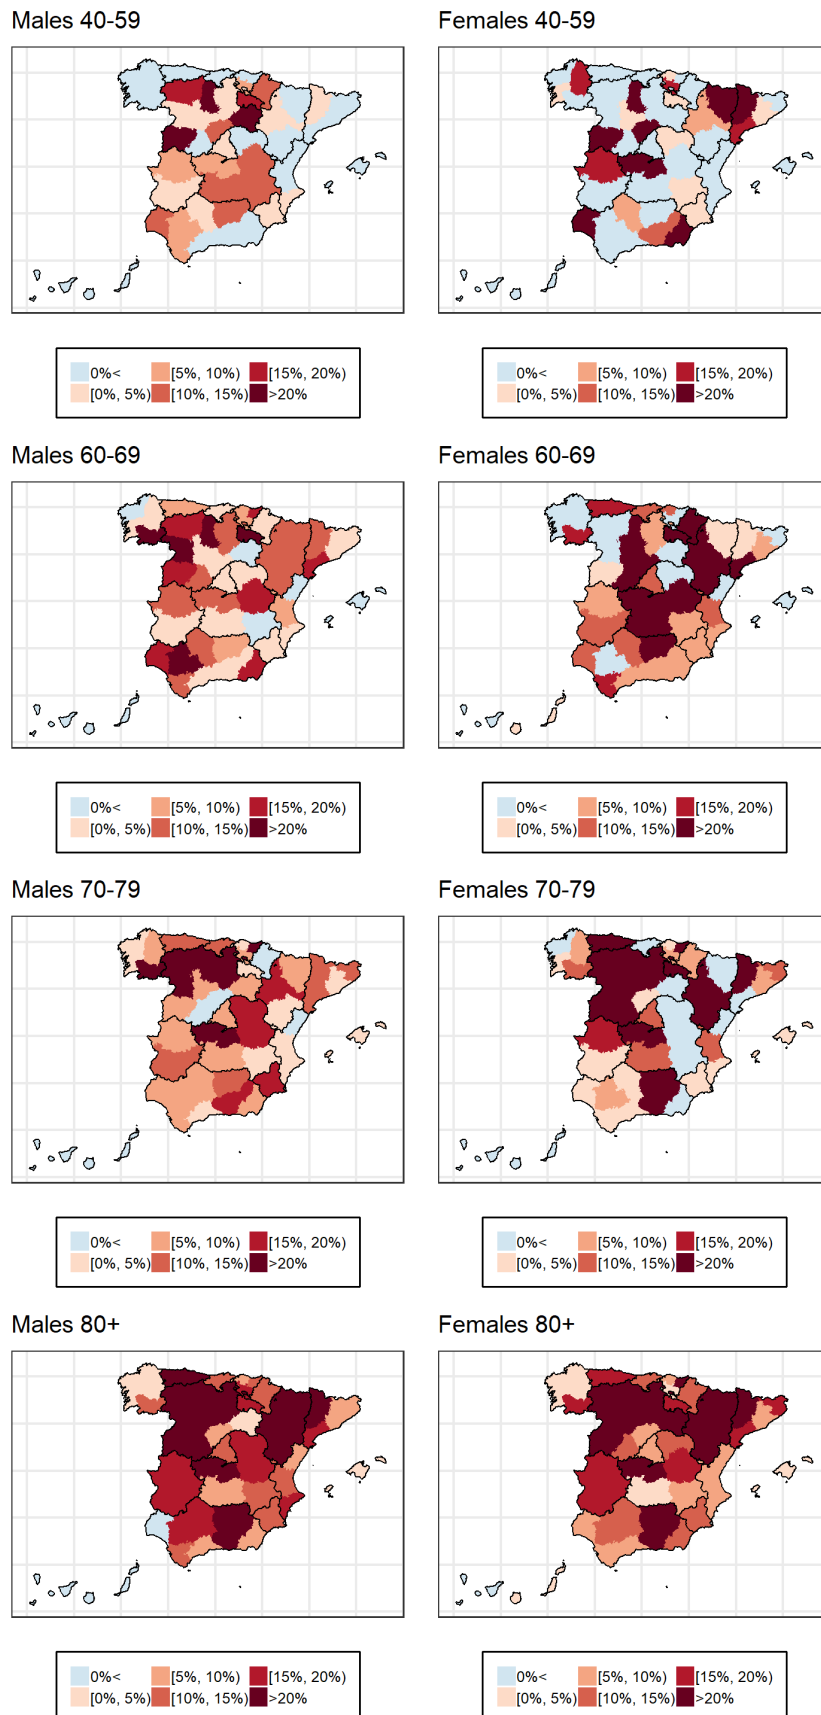 Males 40-59 Females 40-59
0%< [5%, 10%) [15%, 20%) 0%< [5%, 10%) [15%, 20%)
[0%, 5%) [10%, 15%) >20% [0%, 5%) [10%, 15%) >20%
Males 60-69 Females 60-69
0%< [5%, 10%) [15%, 20%) 0%< [5%, 10%) [15%, 20%)
[0%, 5%) [10%, 15%) >20% [0%, 5%) [10%, 15%) >20%
Males 70-79 Females 70-79
0%< [5%, 10%) [15%, 20%) 0%< [5%, 10%) [15%, 20%)
[0%, 5%) [10%, 15%) >20% [0%, 5%) [10%, 15%) >20%
Males 80+ Females 80+
0%< [5%, 10%) [15%, 20%) 0%< [5%, 10%) [15%, 20%)
[0%, 5%) [10%, 15%) >20% [0%, 5%) [10%, 15%) >20%